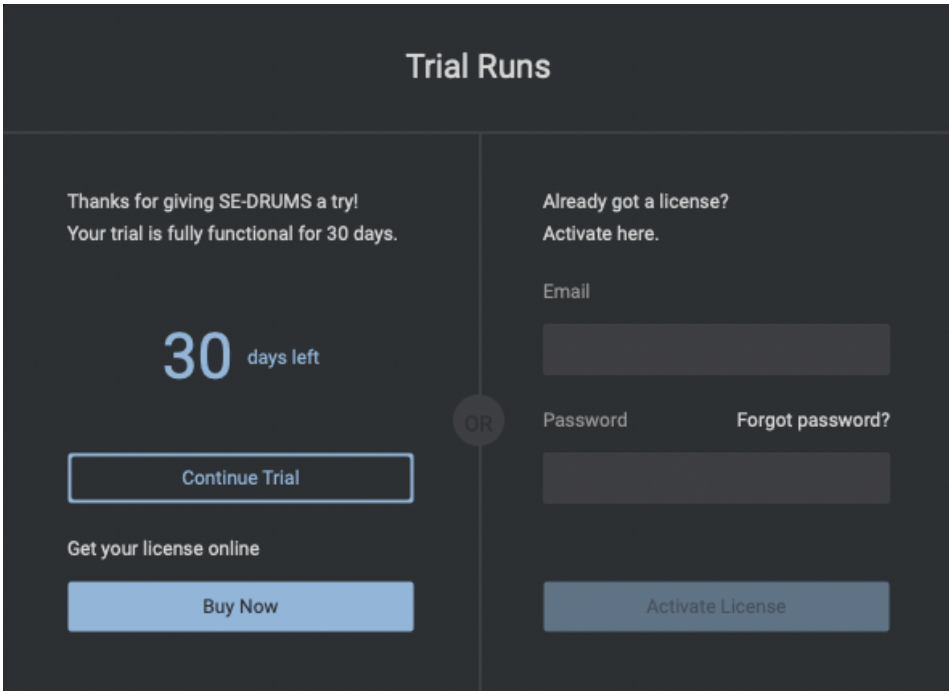 Trial Runs
Thanks for giving SE-DRUMS a try!
Your trial is fully functional for 30 days.
30 days left
Continue Trial
Get your license online
Buy Now
OR
Already got a license?
Activate here.
Email
Password Forgot password?
Activate License